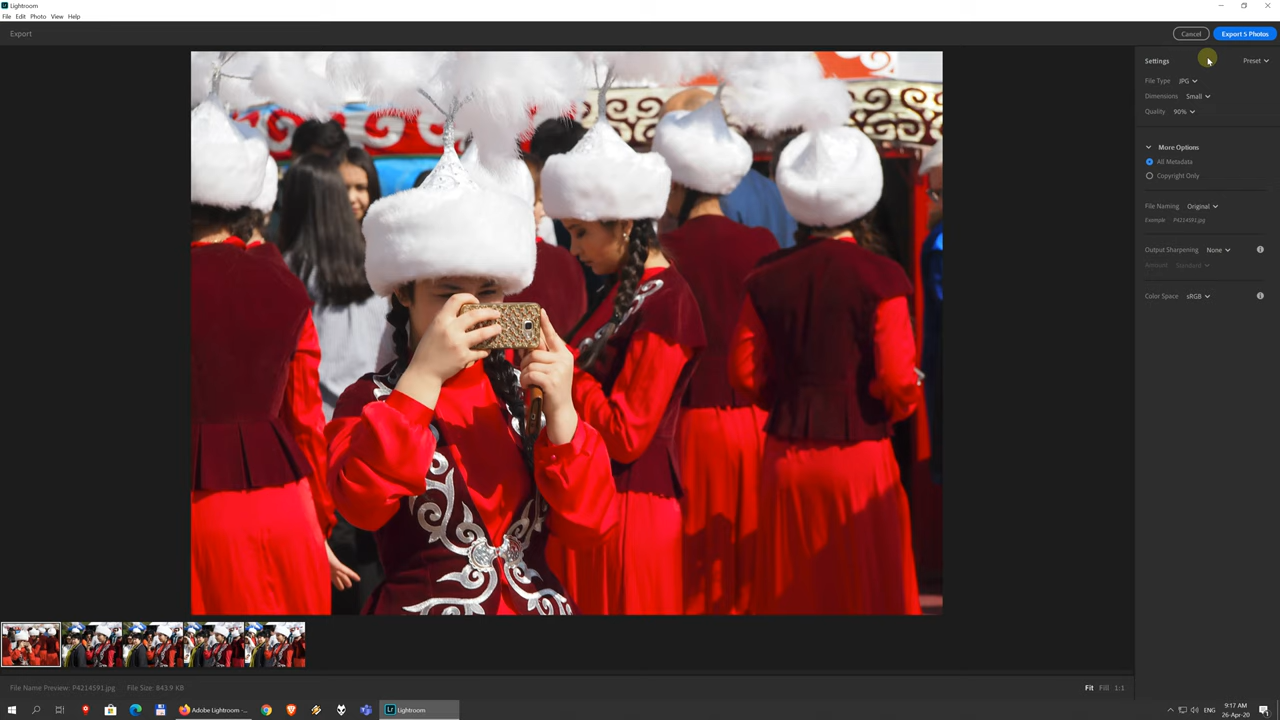 Lightroom
File Edit Photo View Help
Export
Cancel
Export 5 Photos
Settings
Preset
File Type JPG
Dimensions Small
Quality 90%
More Options
All Metadata
Copyright Only
File Naming Original
Example P4214591.jpg
Output Sharpening None
Amount Standard
Color Space sRGB
File Name Preview: P4214591.jpg File Size: 843.9 KB
Fit Fill 1:1
Adobe Lightroom -...
Lightroom
ENG
9:17 AM
26-Apr-20